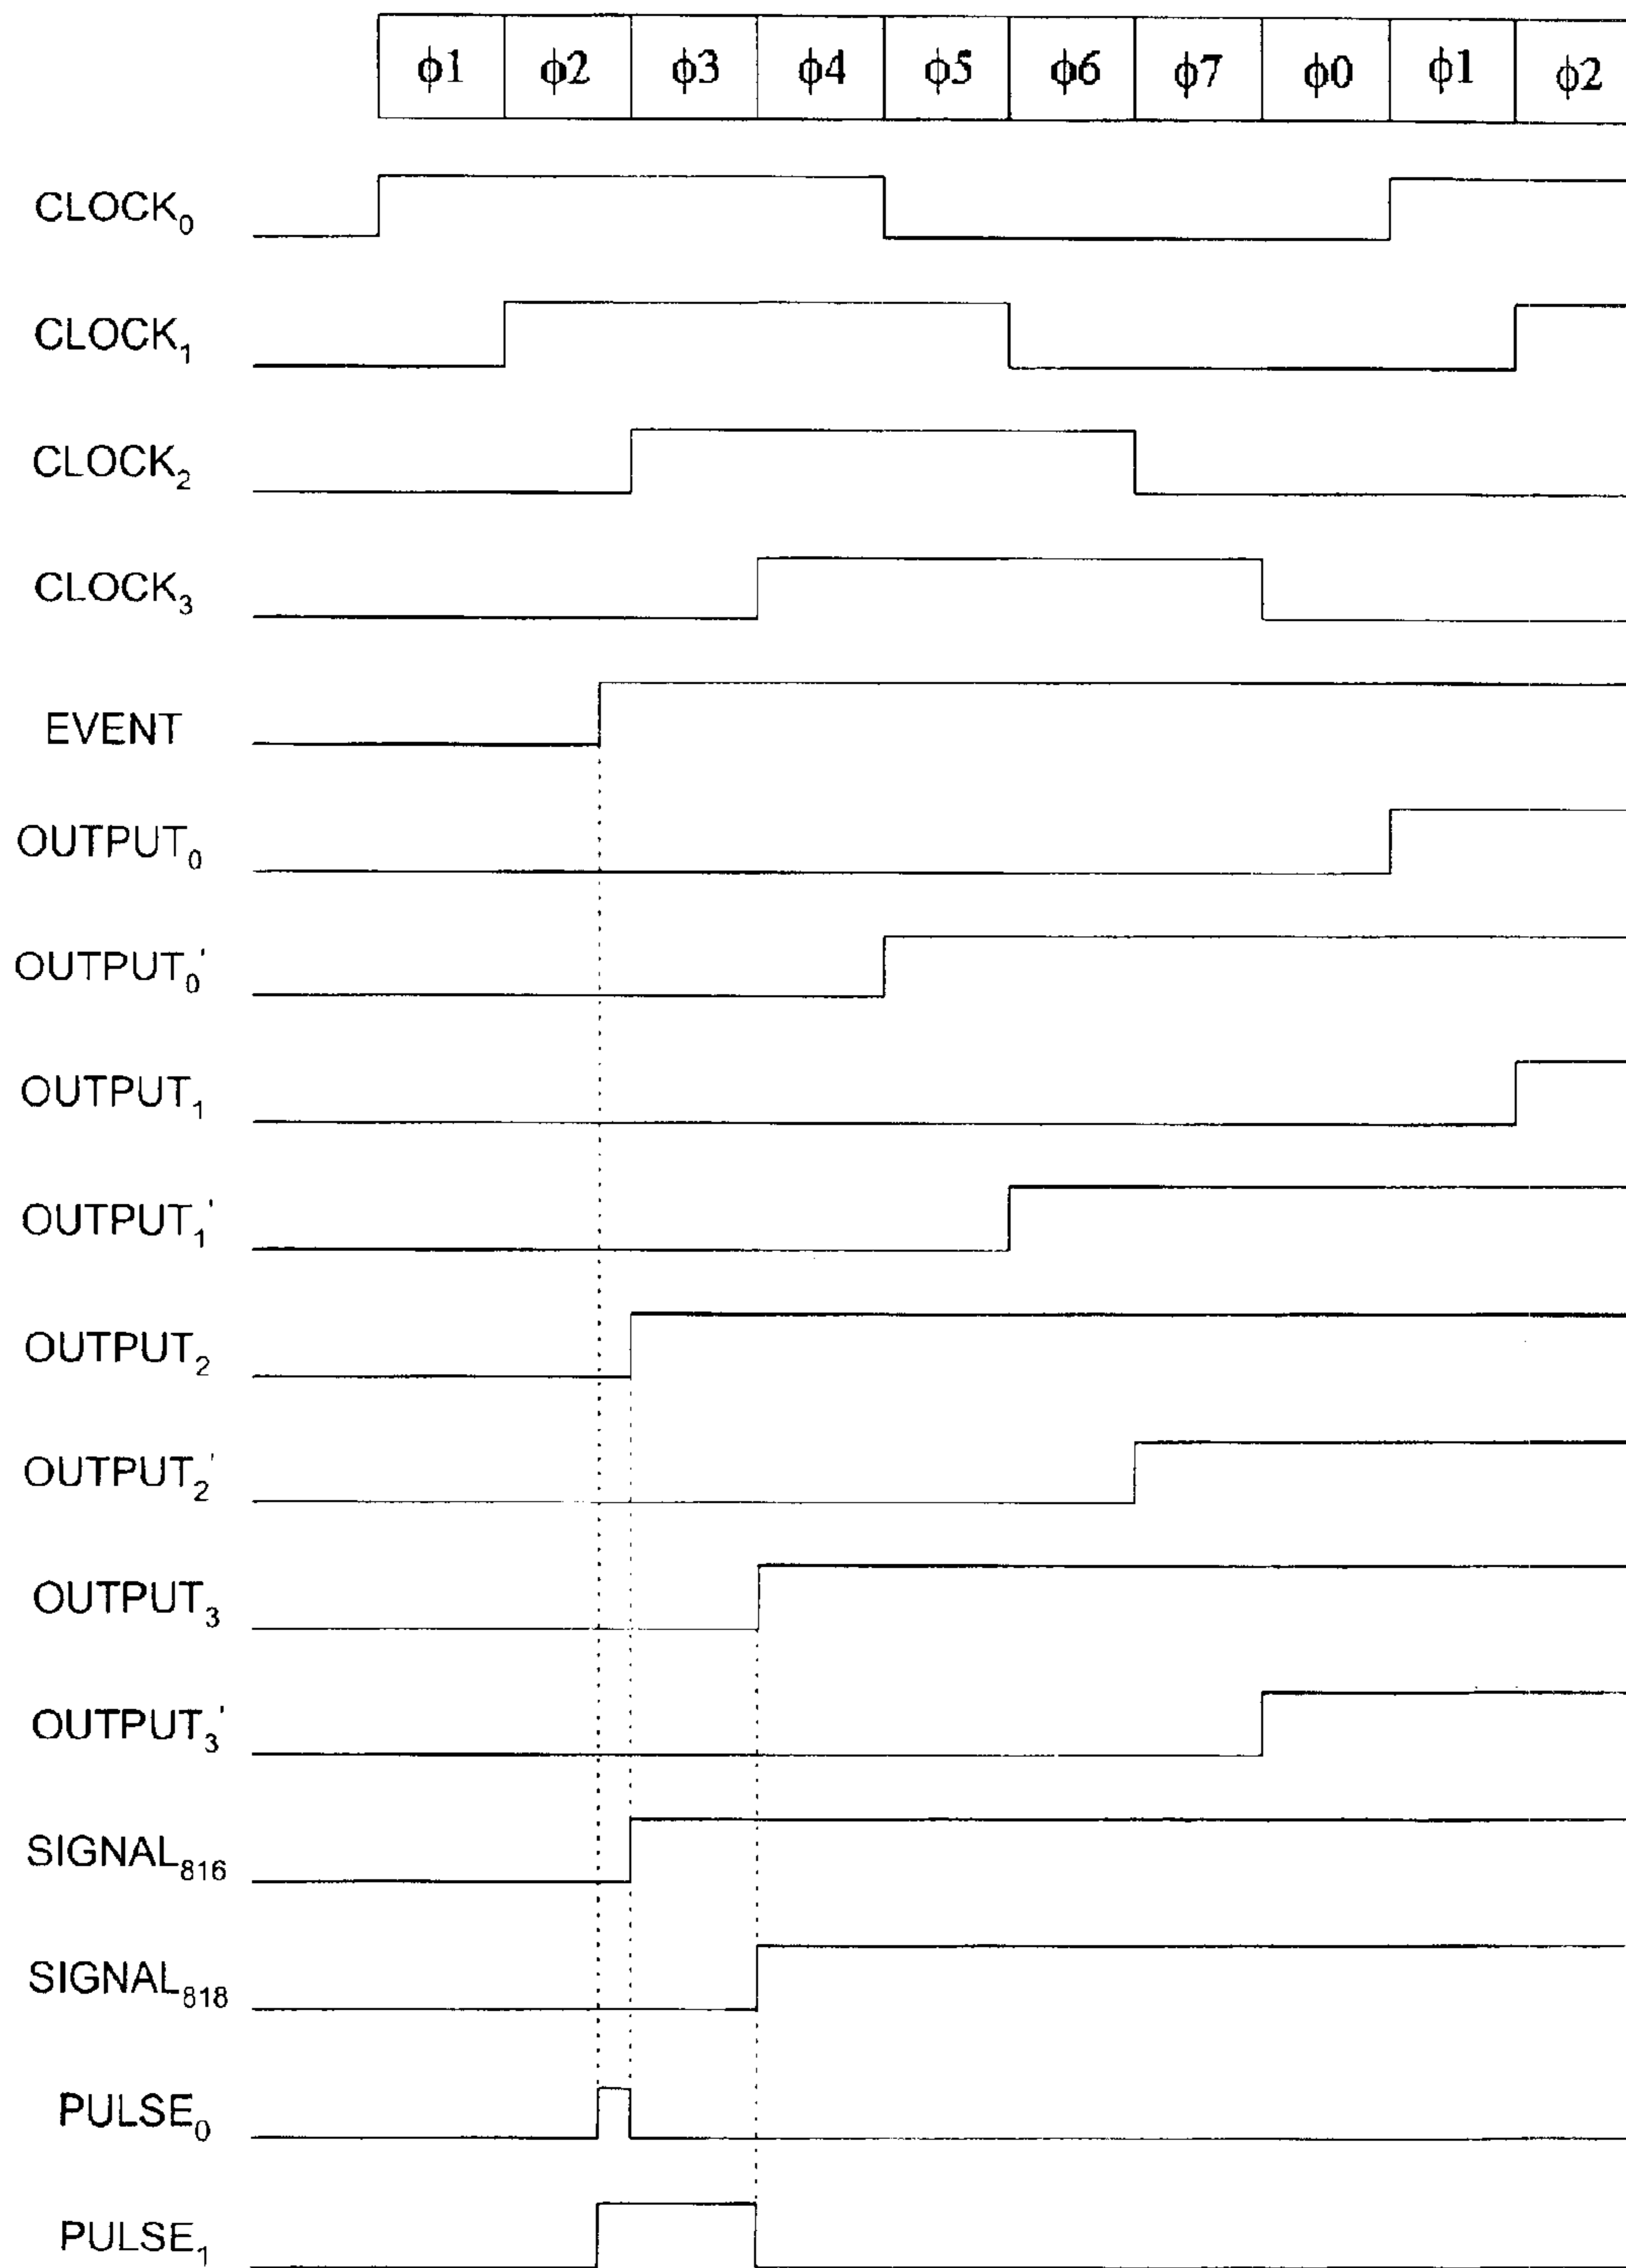 ϕ1 ϕ2 ϕ3 ϕ4 ϕ5 ϕ6 ϕ7 ϕ0 ϕ1 ϕ2
CLOCK₀
CLOCK₁
CLOCK₂
CLOCK₃
EVENT
OUTPUT₀
OUTPUT₀'
OUTPUT₁
OUTPUT₁'
OUTPUT₂
OUTPUT₂'
OUTPUT₃
OUTPUT₃'
SIGNAL₈₁₆
SIGNAL₈₁₈
PULSE₀
PULSE₁